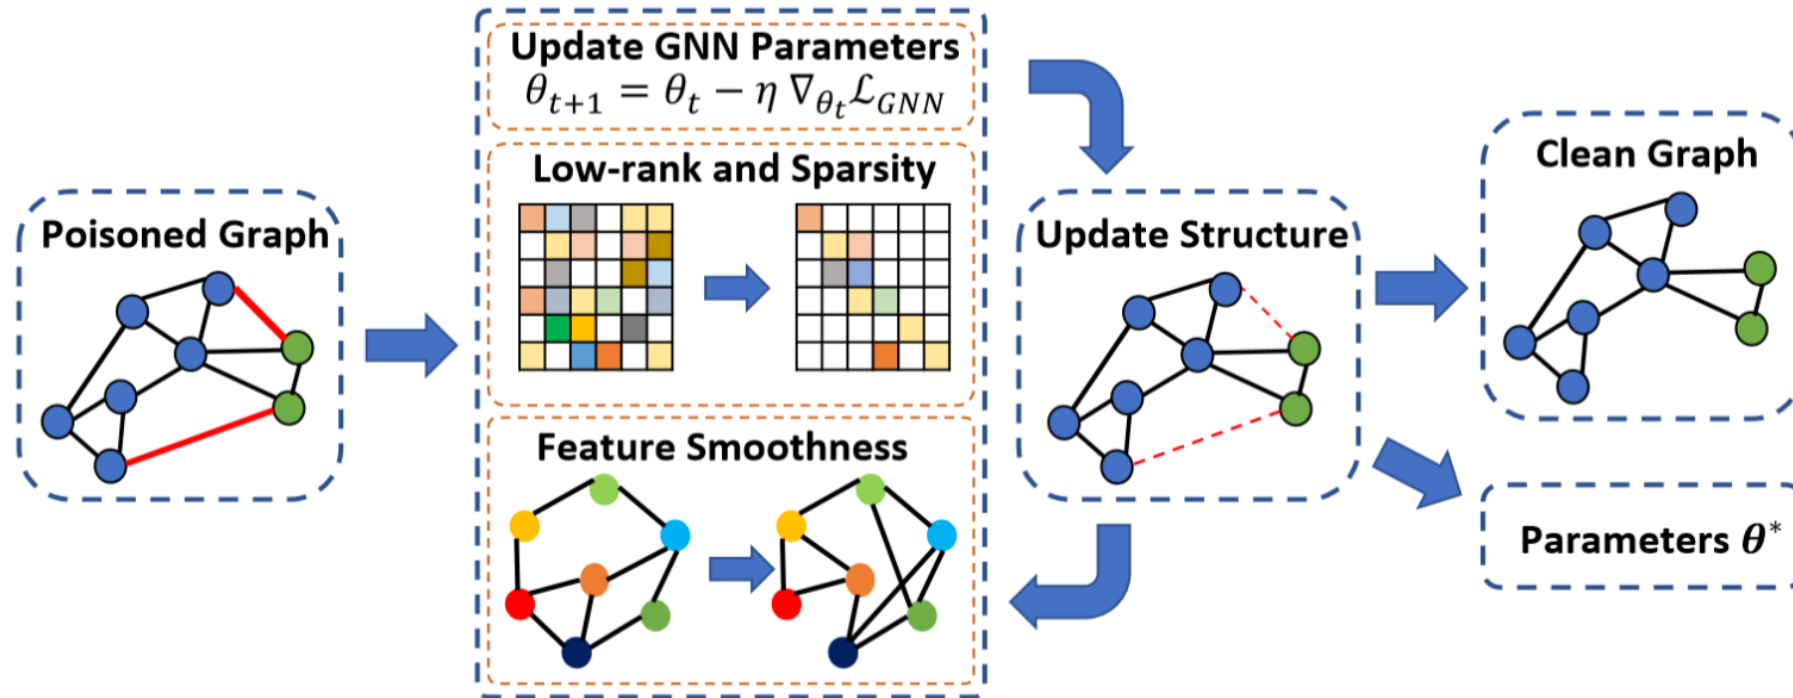 Poisoned Graph
Update GNN Parameters
θ_{t+1} = θ_t − η ∇_{θ_t} ℒ_{GNN}
Low-rank and Sparsity
Feature Smoothness
Update Structure
Clean Graph
Parameters θ*